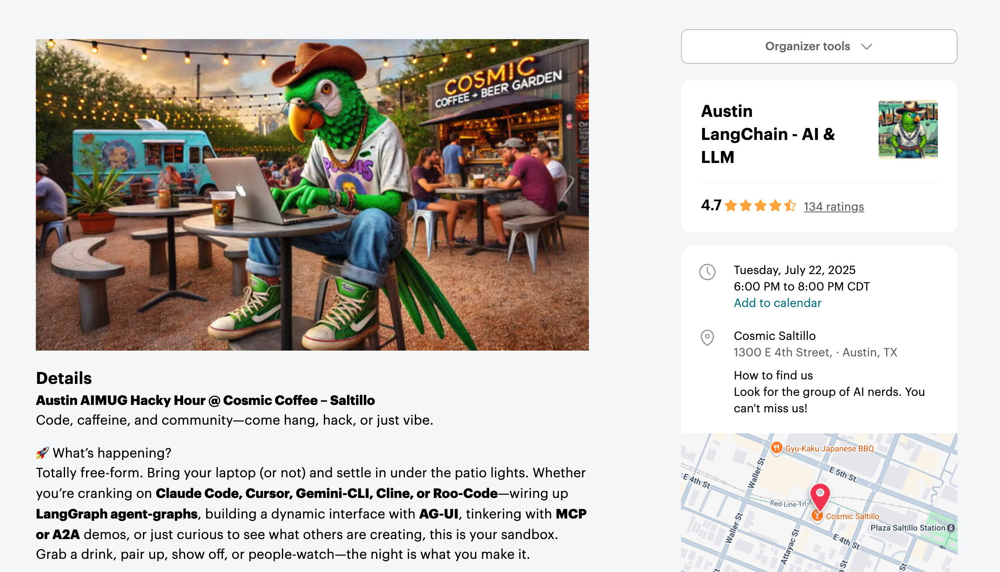 COSMIC
COFFEE + BEER GARDEN
Details
Austin AIMUG Hacky Hour @ Cosmic Coffee – Saltillo
Code, caffeine, and community—come hang, hack, or just vibe.
🚀 What’s happening?
Totally free-form. Bring your laptop (or not) and settle in under the patio lights. Whether
you’re cranking on Claude Code, Cursor, Gemini-CLI, Cline, or Roo-Code—wiring up
LangGraph agent-graphs, building a dynamic interface with AG-UI, tinkering with MCP
or A2A demos, or just curious to see what others are creating, this is your sandbox.
Grab a drink, pair up, show off, or people-watch—the night is what you make it.
Organizer tools
Austin
LangChain - AI &
LLM
4.7
134 ratings
Tuesday, July 22, 2025
6:00 PM to 8:00 PM CDT
Add to calendar
Cosmic Saltillo
1300 E 4th Street, · Austin, TX
How to find us
Look for the group of AI nerds. You
can't miss us!
Gyu-Kaku Japanese BBQ
Waller St
E 5th St.
E 4th St
Red Line Trl
Cosmic Saltillo
Plaza Saltillo Station
Waller St
Attayac St
E 4th St
St
St